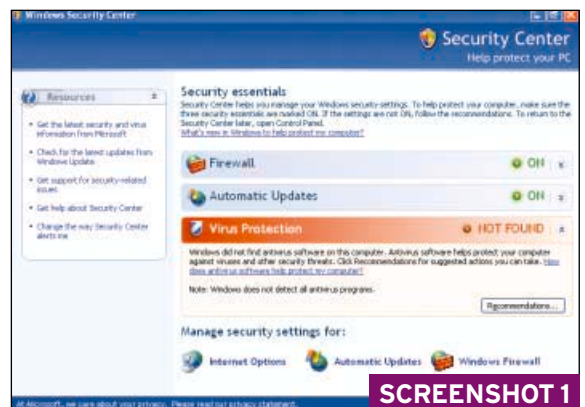 Windows Security Center
Security Center
Help protect your PC
Resources
Get the latest security and virus
information from Microsoft
Check for the latest updates from
Windows Update
Get support for security-related
issues
Get help about Security Center
Change the way Security Center
alerts me
Security essentials
Security Center helps you manage your Windows security settings. To help protect your computer, make sure the
three security essentials are marked ON. If the settings are not ON, follow the recommendations. To return to the
Security Center later, open Control Panel.
What's new in Windows to help protect my computer?
Firewall
ON
Automatic Updates
ON
Virus Protection
NOT FOUND
Windows did not find antivirus software on this computer. Antivirus software helps protect your computer
against viruses and other security threats. Click Recommendations for suggested actions you can take. How
does antivirus software help protect my computer?
Note: Windows does not detect all antivirus programs.
Recommendations...
Manage security settings for:
Internet Options
Automatic Updates
Windows Firewall
At Microsoft, we care about your privacy. Please read our privacy statement.
SCREENSHOT 1